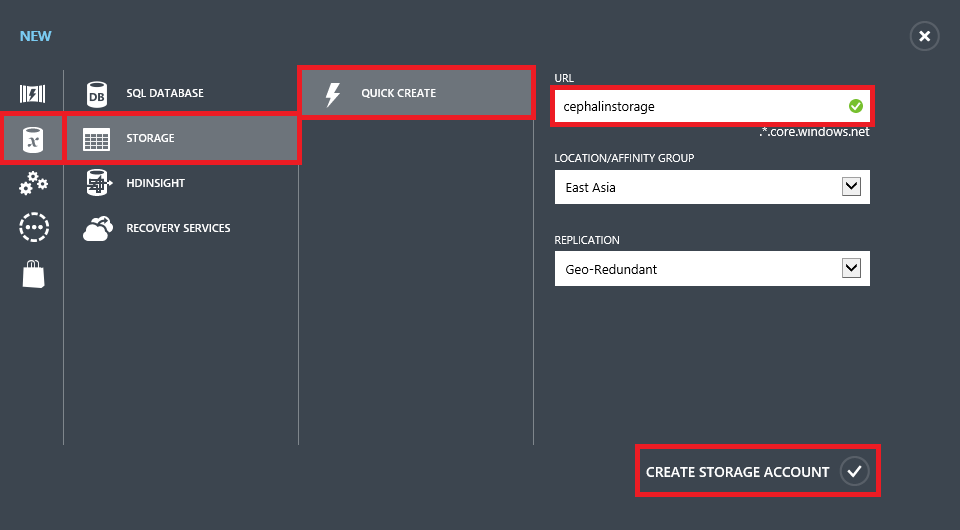 NEW
SQL DATABASE
STORAGE
HDINSIGHT
RECOVERY SERVICES
QUICK CREATE
URL
cephalinstorage
.*.core.windows.net
LOCATION/AFFINITY GROUP
East Asia
REPLICATION
Geo-Redundant
CREATE STORAGE ACCOUNT
DB
x